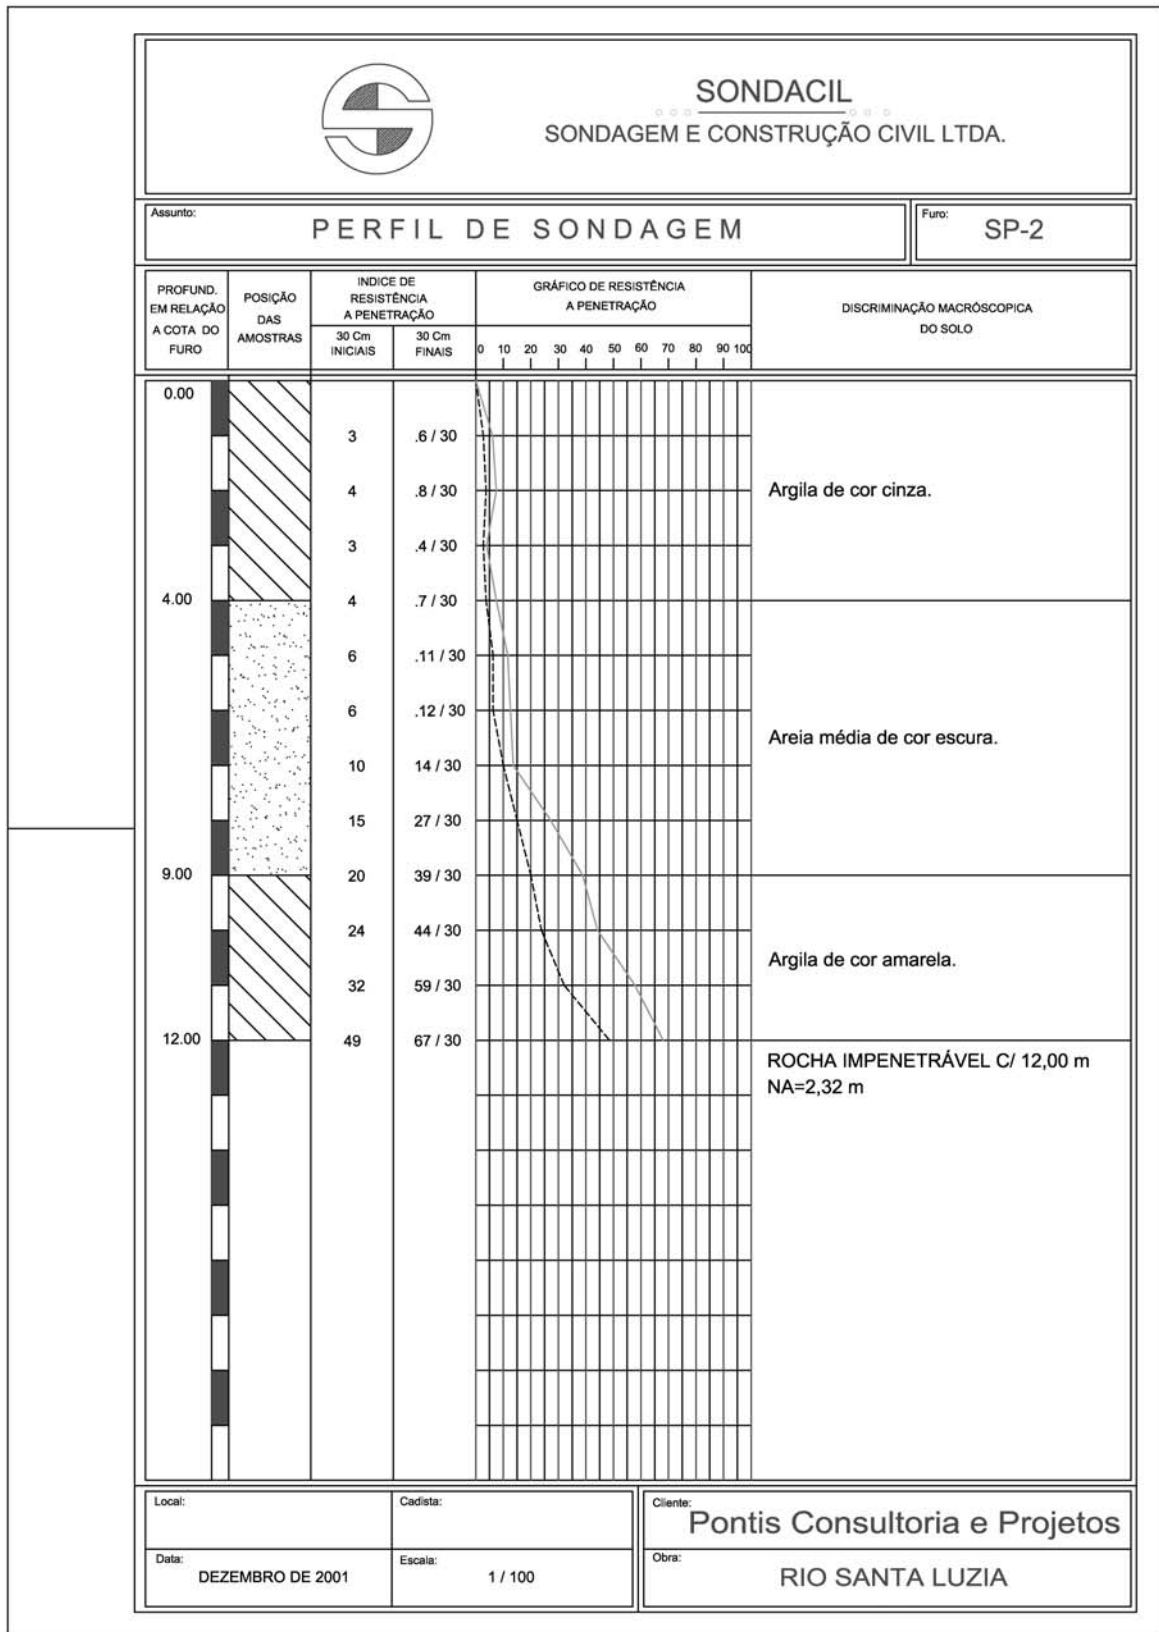 SONDACIL
SONDAGEM E CONSTRUÇÃO CIVIL LTDA.
Assunto:
PERFIL DE SONDAGEM
Furo:
SP-2
PROFUND.
EM RELAÇÃO
A COTA DO
FURO
POSIÇÃO
DAS
AMOSTRAS
INDICE DE
RESISTÊNCIA
A PENETRAÇÃO
30 Cm
INICIAIS
30 Cm
FINAIS
GRÁFICO DE RESISTÊNCIA
A PENETRAÇÃO
0 10 20 30 40 50 60 70 80 90 100
DISCRIMINAÇÃO MACRÓSCOPICA
DO SOLO
0.00
3 .6 / 30
4 .8 / 30
Argila de cor cinza.
3 .4 / 30
4.00 4 .7 / 30
6 .11 / 30
6 .12 / 30
Areia média de cor escura.
10 14 / 30
15 27 / 30
9.00 20 39 / 30
24 44 / 30
Argila de cor amarela.
32 59 / 30
12.00 49 67 / 30
ROCHA IMPENETRÁVEL C/ 12,00 m
NA=2,32 m
Local:
Cadista:
Cliente:
Pontis Consultoria e Projetos
Data:
DEZEMBRO DE 2001
Escala:
1 / 100
Obra:
RIO SANTA LUZIA